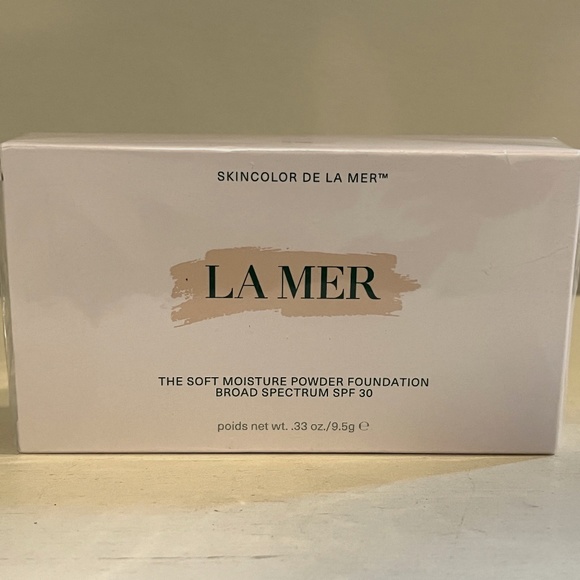 SKINCOLOR DE LA MER™
LA MER
THE SOFT MOISTURE POWDER FOUNDATION
BROAD SPECTRUM SPF 30
poids net wt. .33 oz./9.5g ℮